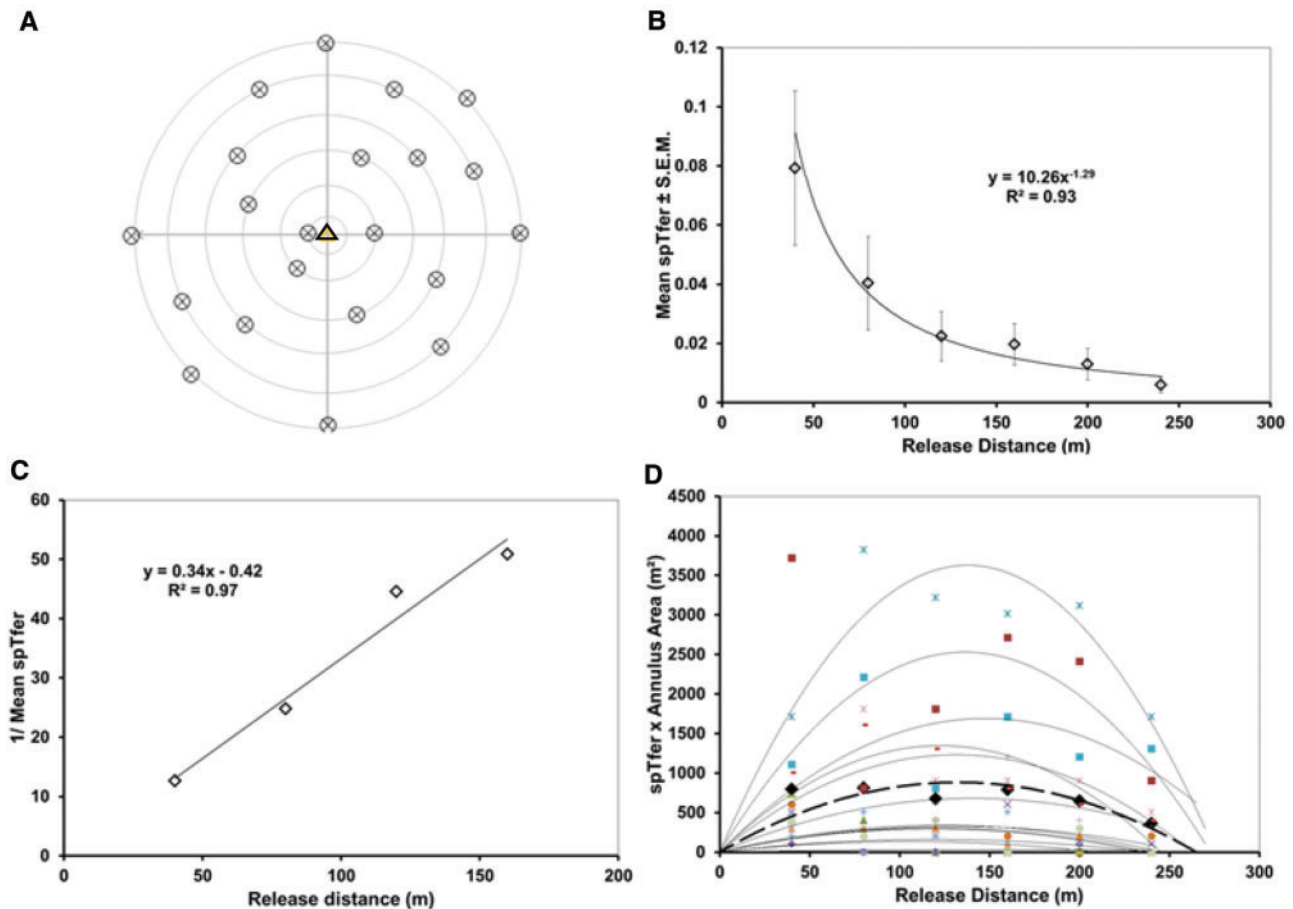 A
B
0.12
0.1
0.08
0.06
0.04
0.02
0
Mean spTfer ± S.E.M.
y = 10.26x^-1.29
R² = 0.93
0 50 100 150 200 250 300
Release Distance (m)
C
60
50
40
30
20
10
0
1/ Mean spTfer
y = 0.34x - 0.42
R² = 0.97
0 50 100 150 200
Release distance (m)
D
4500
4000
3500
3000
2500
2000
1500
1000
500
0
spTfer x Annulus Area (m²)
0 50 100 150 200 250 300
Release Distance (m)